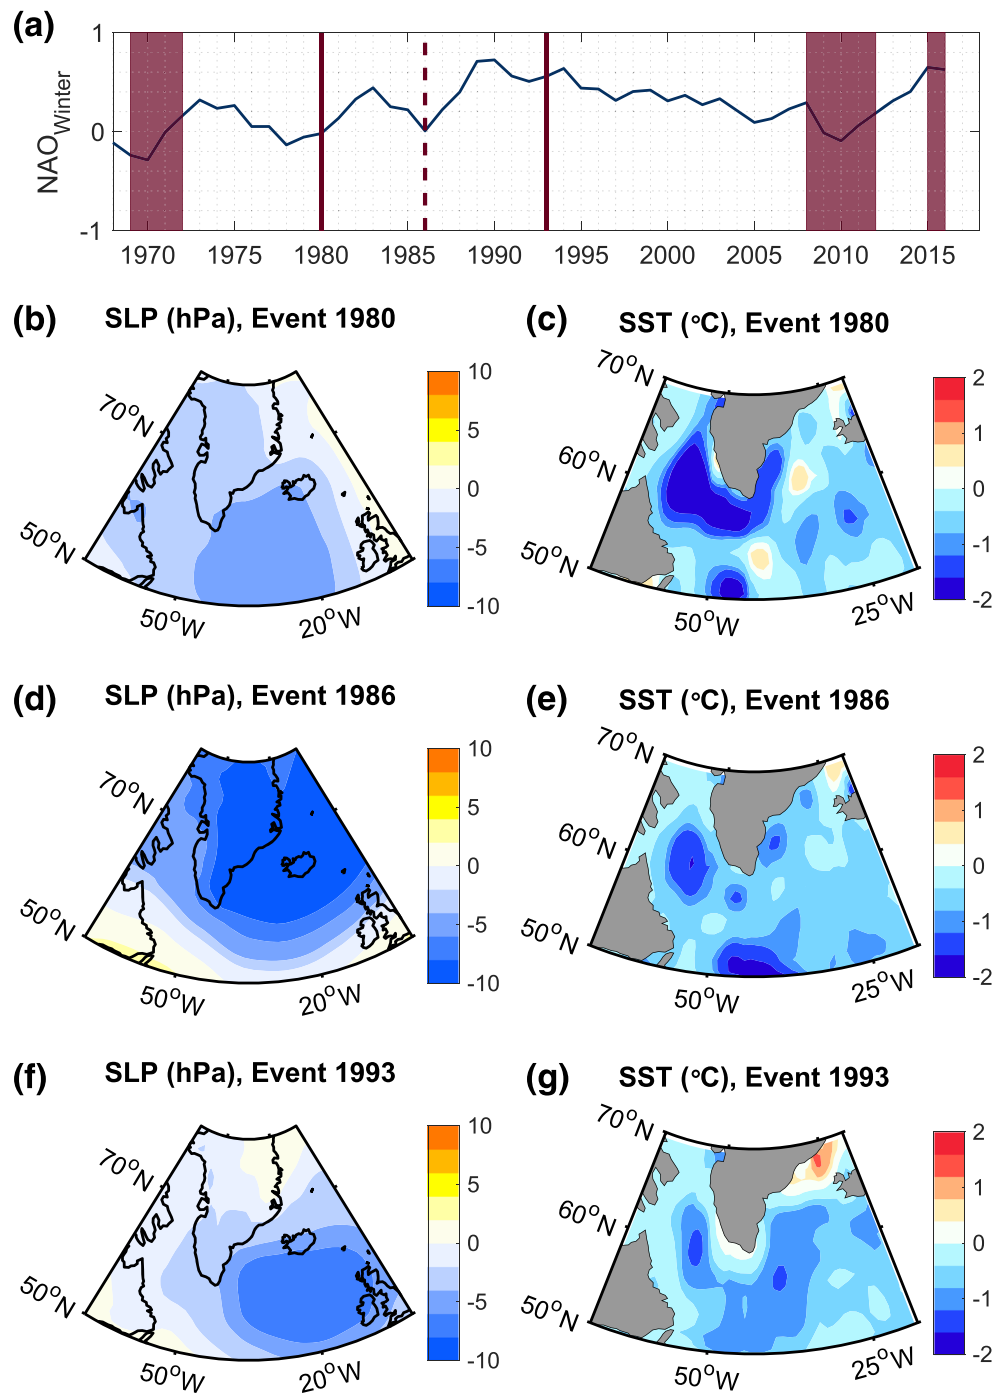 (a)
NAO Winter
1
0
-1
1970 1975 1980 1985 1990 1995 2000 2005 2010 2015
(b) SLP (hPa), Event 1980
70°N
50°N
50°W
20°W
10
5
0
-5
-10
(c) SST (°C), Event 1980
70°N
60°N
50°N
50°W
25°W
2
1
0
-1
-2
(d) SLP (hPa), Event 1986
70°N
50°N
50°W
20°W
10
5
0
-5
-10
(e) SST (°C), Event 1986
70°N
60°N
50°N
50°W
25°W
2
1
0
-1
-2
(f) SLP (hPa), Event 1993
70°N
50°N
50°W
20°W
10
5
0
-5
-10
(g) SST (°C), Event 1993
70°N
60°N
50°N
50°W
25°W
2
1
0
-1
-2